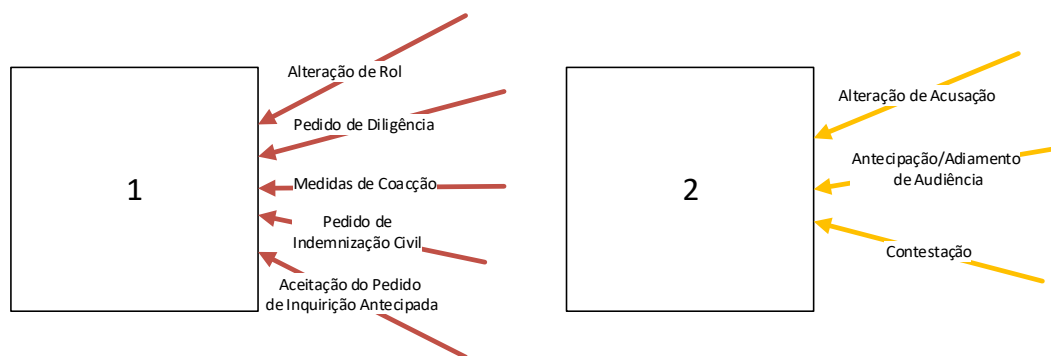 1
Alteração de Rol
Pedido de Diligência
Medidas de Coacção
Pedido de
Indemnização Civil
Aceitação do Pedido
de Inquirição Antecipada
2
Alteração de Acusação
Antecipação/Adiamento
de Audiência
Contestação